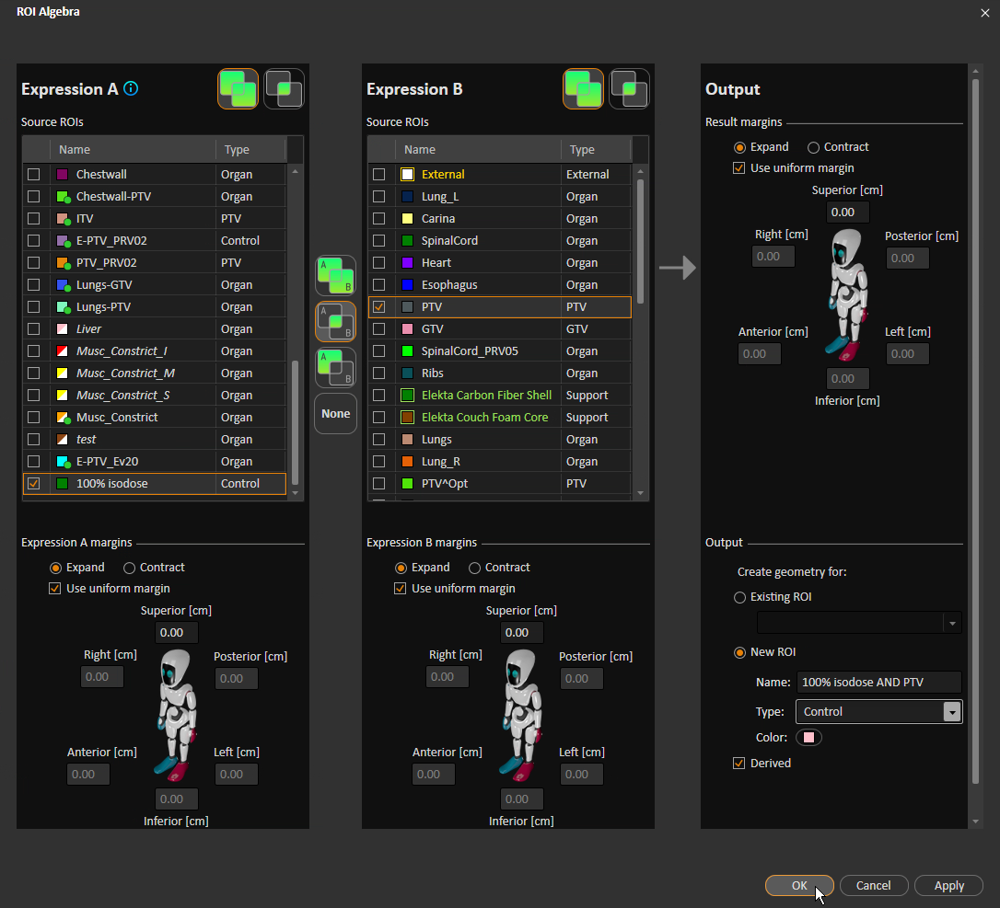 ROI Algebra
Expression A
Source ROIs
Name Type
Chestwall Organ
Chestwall-PTV Organ
ITV PTV
E-PTV_PRV02 Control
PTV_PRV02 PTV
Lungs-GTV Organ
Lungs-PTV Organ
Liver Organ
Musc_Constrict_I Organ
Musc_Constrict_M Organ
Musc_Constrict_S Organ
Musc_Constrict Organ
test Organ
E-PTV_Ev20 Organ
100% isodose Control
Expression A margins
Expand Contract
Use uniform margin
Superior [cm]
0.00
Right [cm] Posterior [cm]
0.00 0.00
Anterior [cm] Left [cm]
0.00 0.00
0.00
Inferior [cm]
A
B
A
B
A
B
None
Expression B
Source ROIs
Name Type
External External
Lung_L Organ
Carina Organ
SpinalCord Organ
Heart Organ
Esophagus Organ
PTV PTV
GTV GTV
SpinalCord_PRV05 Organ
Ribs Organ
Elekta Carbon Fiber Shell Support
Elekta Couch Foam Core Support
Lungs Organ
Lung_R Organ
PTV^Opt PTV
Expression B margins
Expand Contract
Use uniform margin
Superior [cm]
0.00
Right [cm] Posterior [cm]
0.00 0.00
Anterior [cm] Left [cm]
0.00 0.00
0.00
Inferior [cm]
Output
Result margins
Expand Contract
Use uniform margin
Superior [cm]
0.00
Right [cm] Posterior [cm]
0.00 0.00
Anterior [cm] Left [cm]
0.00 0.00
0.00
Inferior [cm]
Output
Create geometry for:
Existing ROI
New ROI
Name: 100% isodose AND PTV
Type: Control
Color:
Derived
OK Cancel Apply